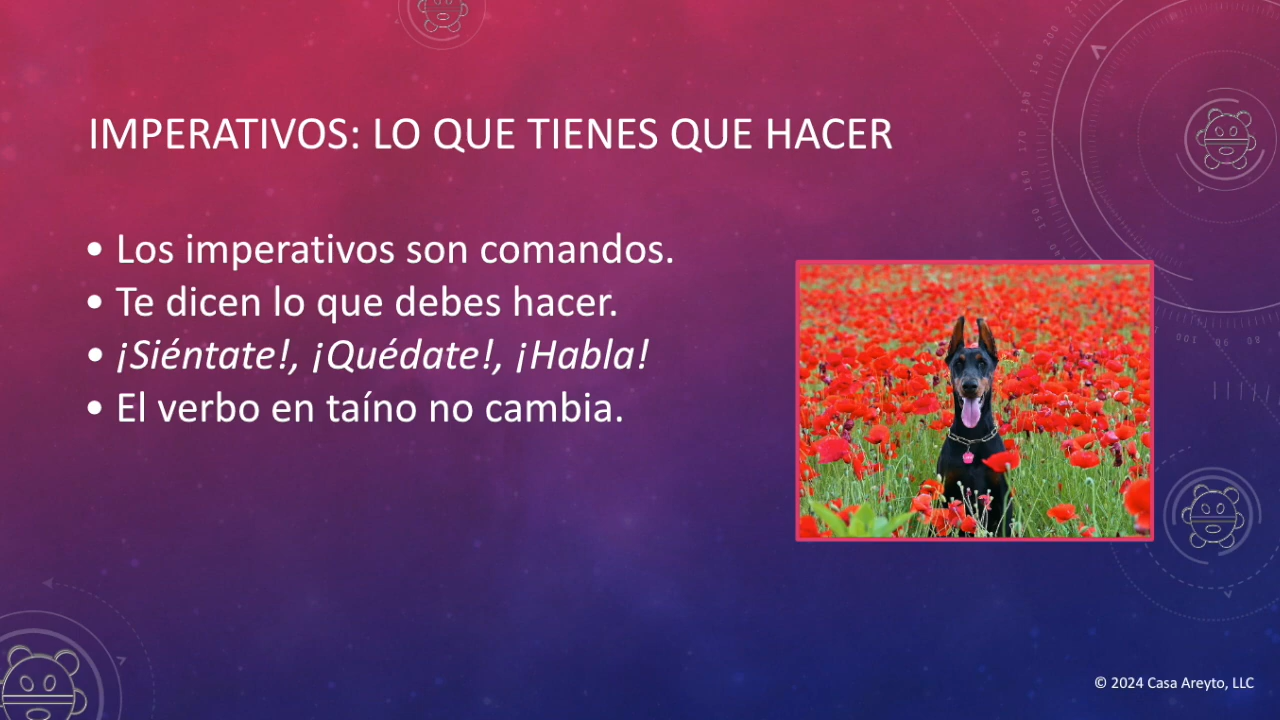 IMPERATIVOS: LO QUE TIENES QUE HACER
• Los imperativos son comandos.
• Te dicen lo que debes hacer.
• ¡Siéntate!, ¡Quédate!, ¡Habla!
• El verbo en taíno no cambia.
© 2024 Casa Areyto, LLC